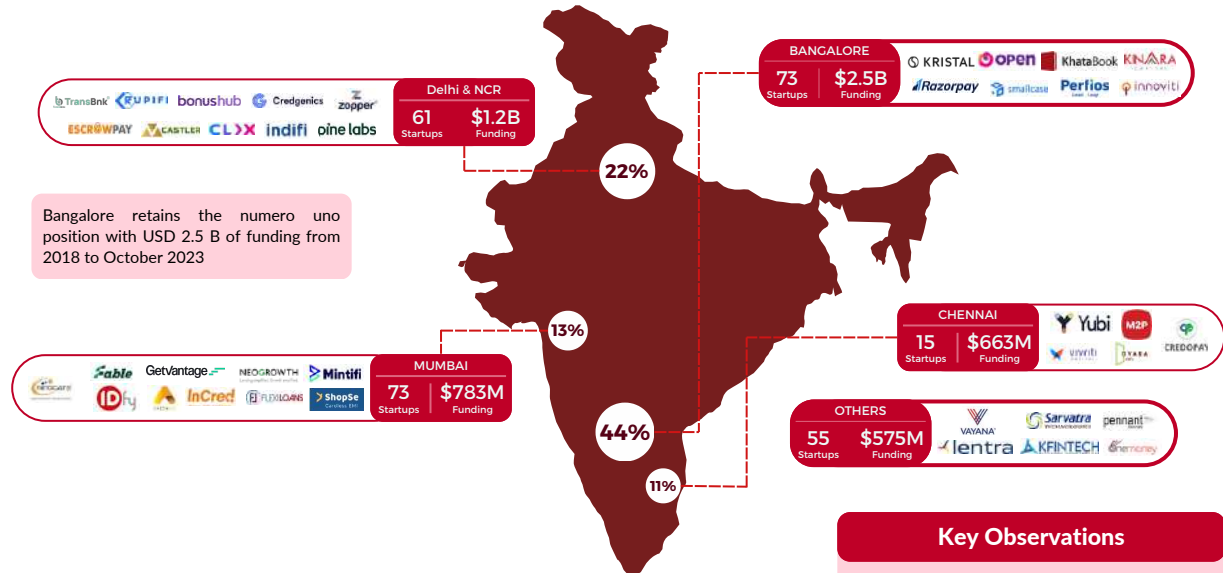 TransBnk
RUPIFI
bonushub
Credgenics
zopper
ESCROWPAY
CASTLER
CLIX
indifi
pine labs
Delhi & NCR
61
Startups
$1.2B
Funding
BANGALORE
73
Startups
$2.5B
Funding
KRISTAL
OPEN
KhataBook
KINARA
Razorpay
smallcase
Perfios
innoviti
22%
Bangalore retains the numero uno
position with USD 2.5 B of funding from
2018 to October 2023
13%
CHENNAI
15
Startups
$663M
Funding
Yubi
M2P
CREDOPAY
vivriti
Fable
GetVantage
NEOGROWTH
Mintifi
IDfy
InCred
FLEXILOANS
ShopSe
Cardless EMI
MUMBAI
73
Startups
$783M
Funding
44%
OTHERS
55
Startups
$575M
Funding
VAYANA
Sarvatra
pennant
lentra
KFINTECH
Onemoney
11%
Key Observations